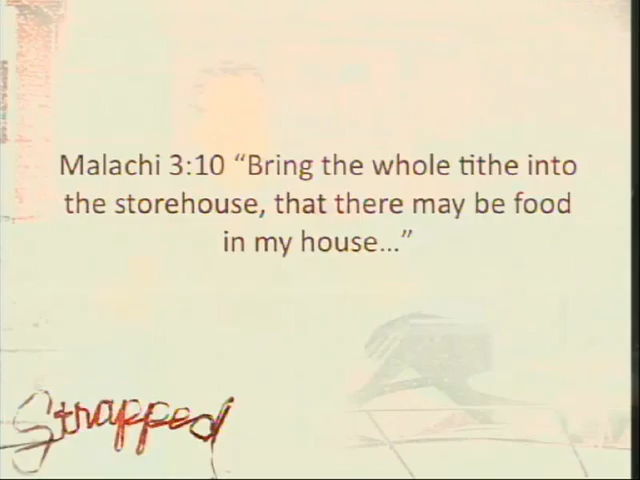 Malachi 3:10 “Bring the whole tithe into
the storehouse, that there may be food
in my house...”
Strapped